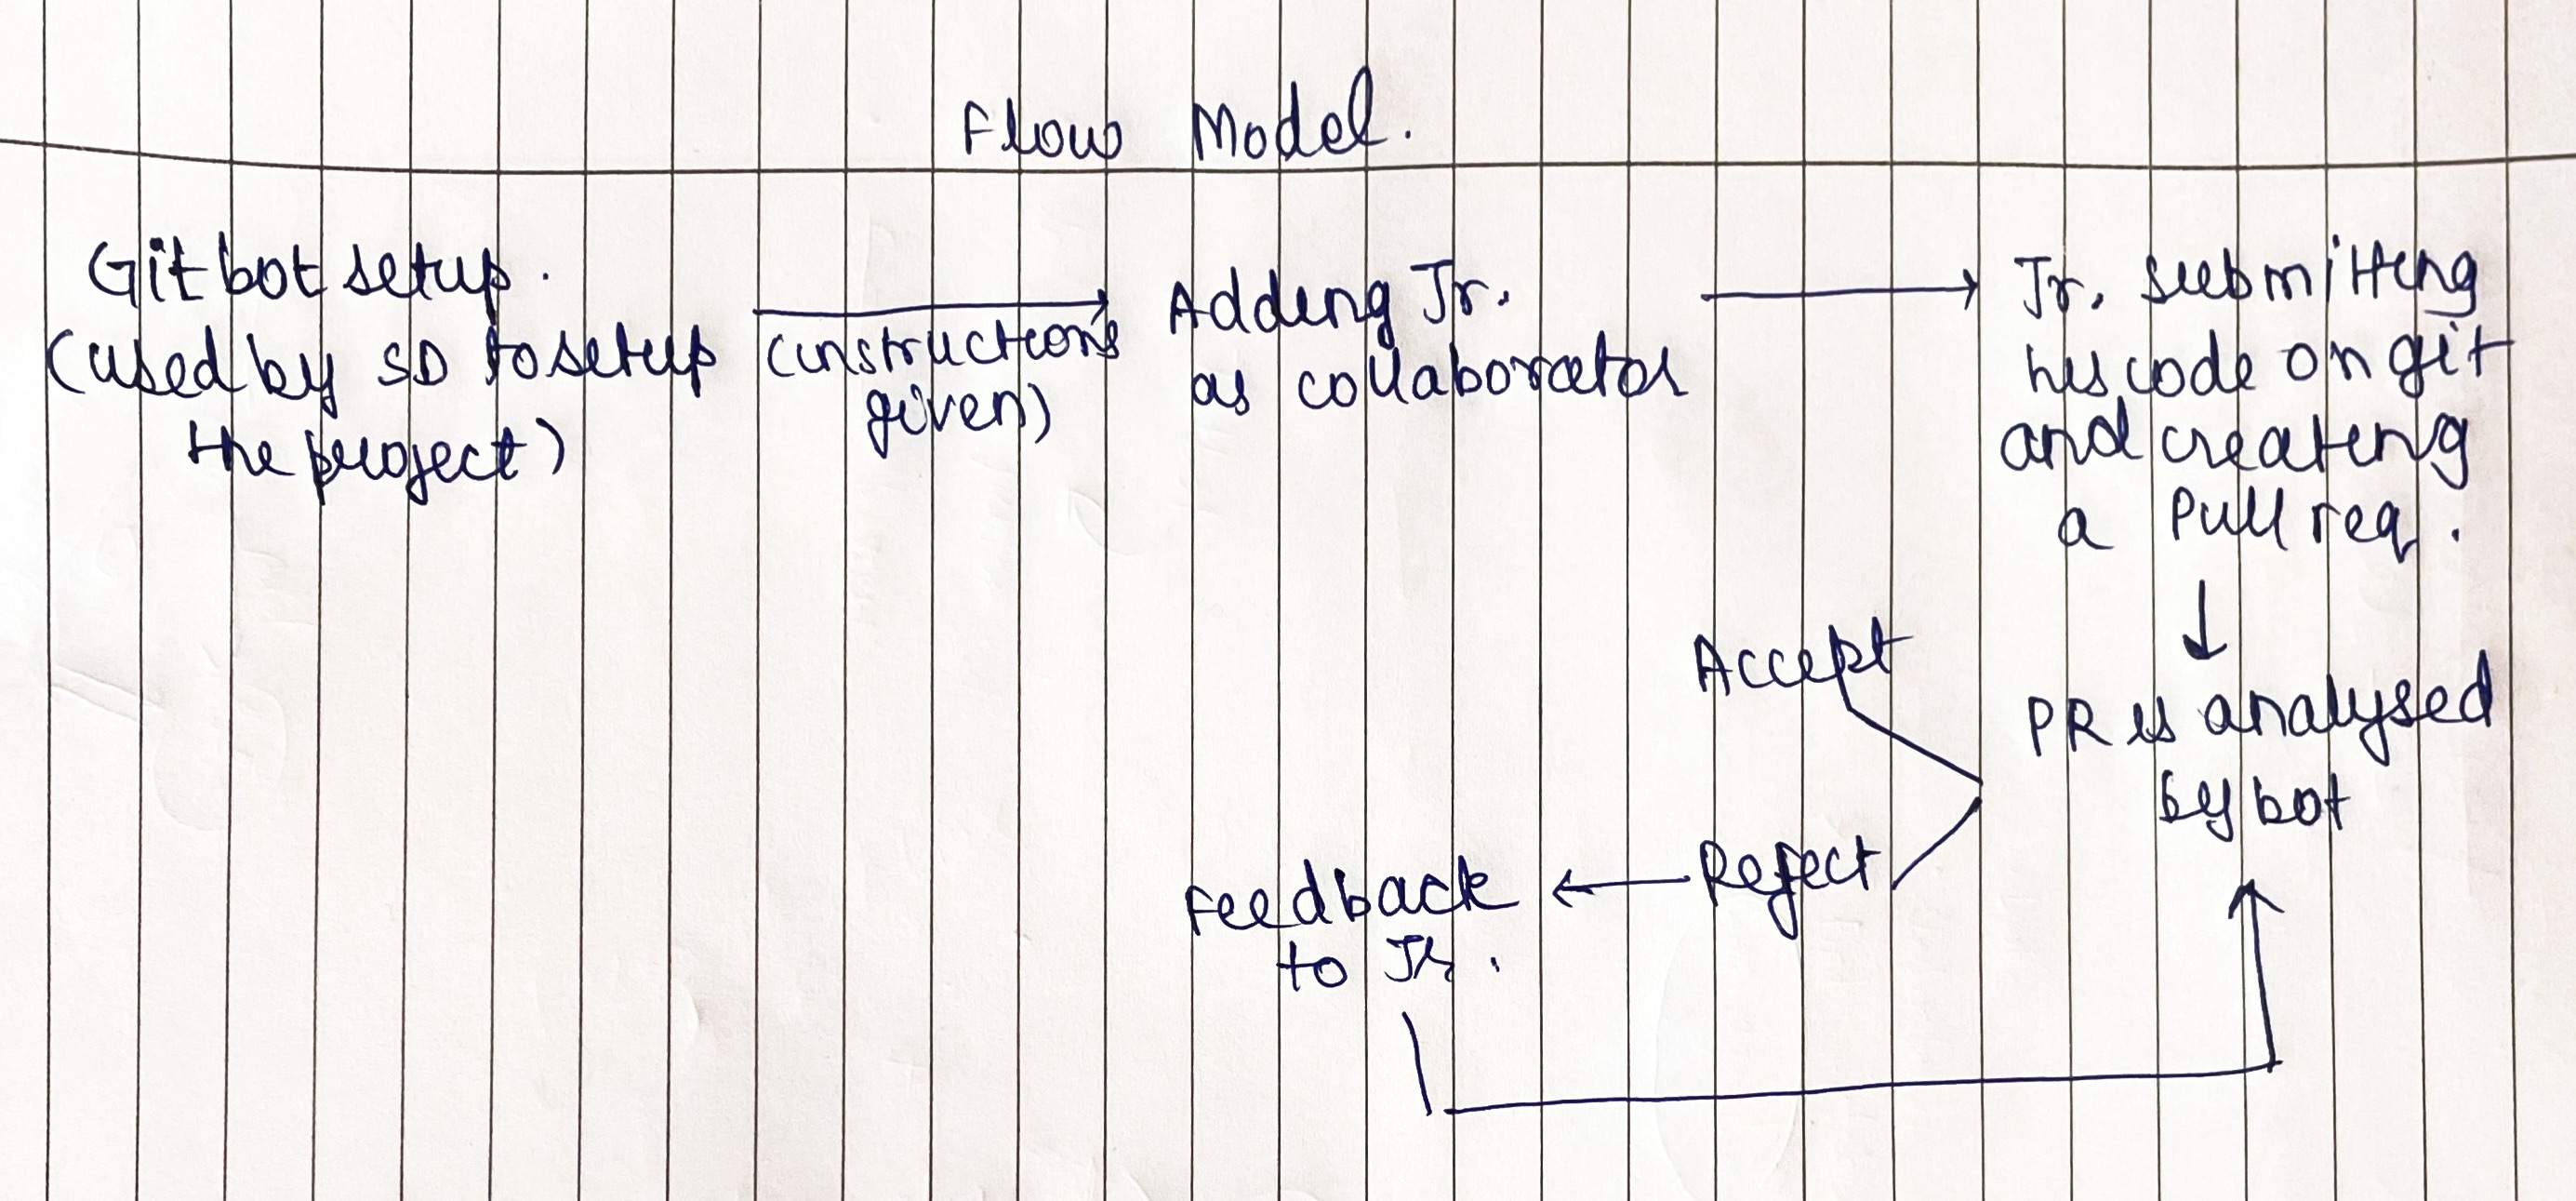 Flow Model.
Git bot setup.
(used by SD to setup
the project)
(instructions
given)
Adding Jr.
as collaborator
Jr. submitting
his code on git
and creating
a Pull req.
PR is analysed
by bot
Accept
Reject
Feedback
to Jr.